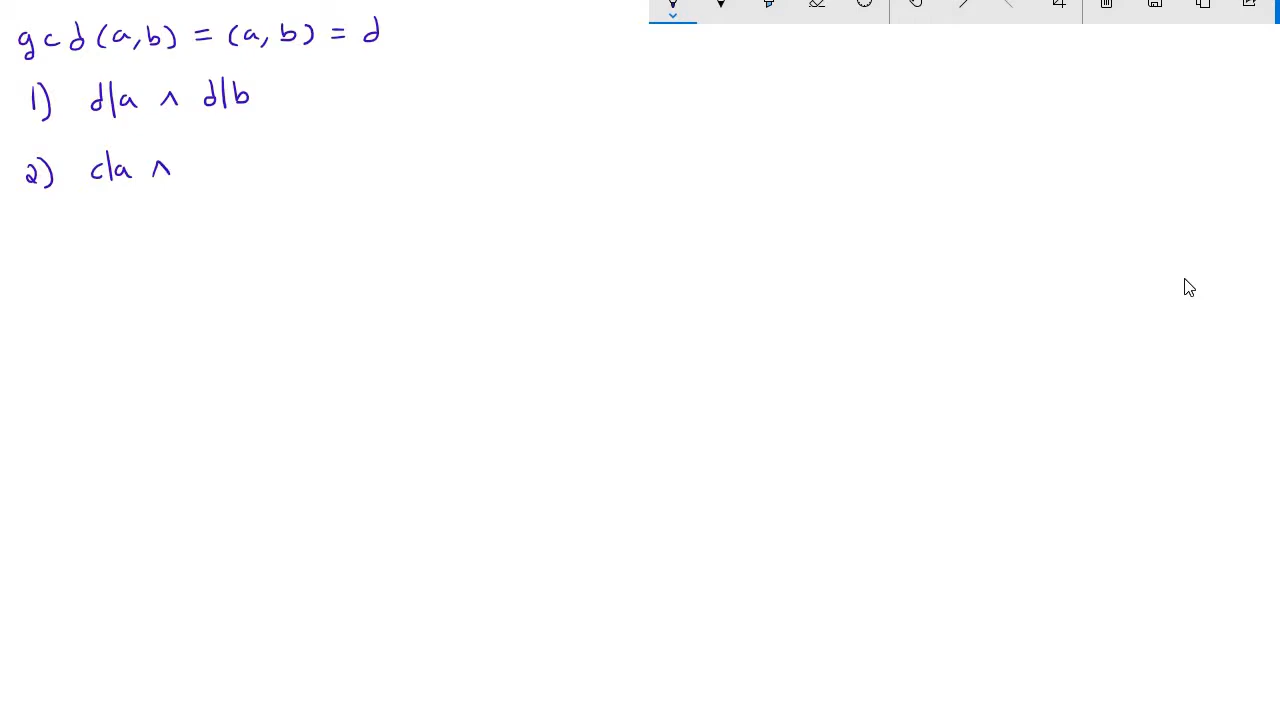 gcd(a,b) = (a,b) = d
1) d|a ∧ d|b
2) c|a ∧